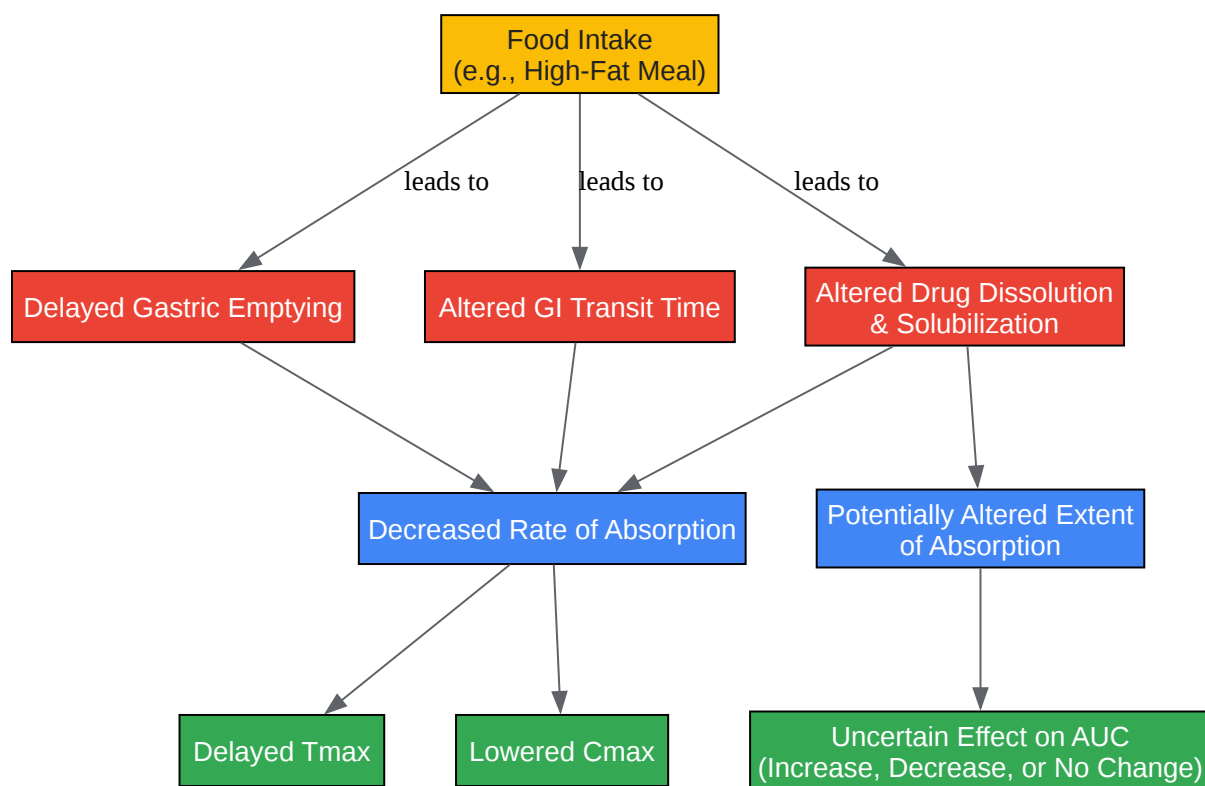 Food Intake
(e.g., High-Fat Meal)
leads to
leads to
leads to
Delayed Gastric Emptying
Altered GI Transit Time
Altered Drug Dissolution
& Solubilization
Decreased Rate of Absorption
Potentially Altered Extent
of Absorption
Delayed Tmax
Lowered Cmax
Uncertain Effect on AUC
(Increase, Decrease, or No Change)